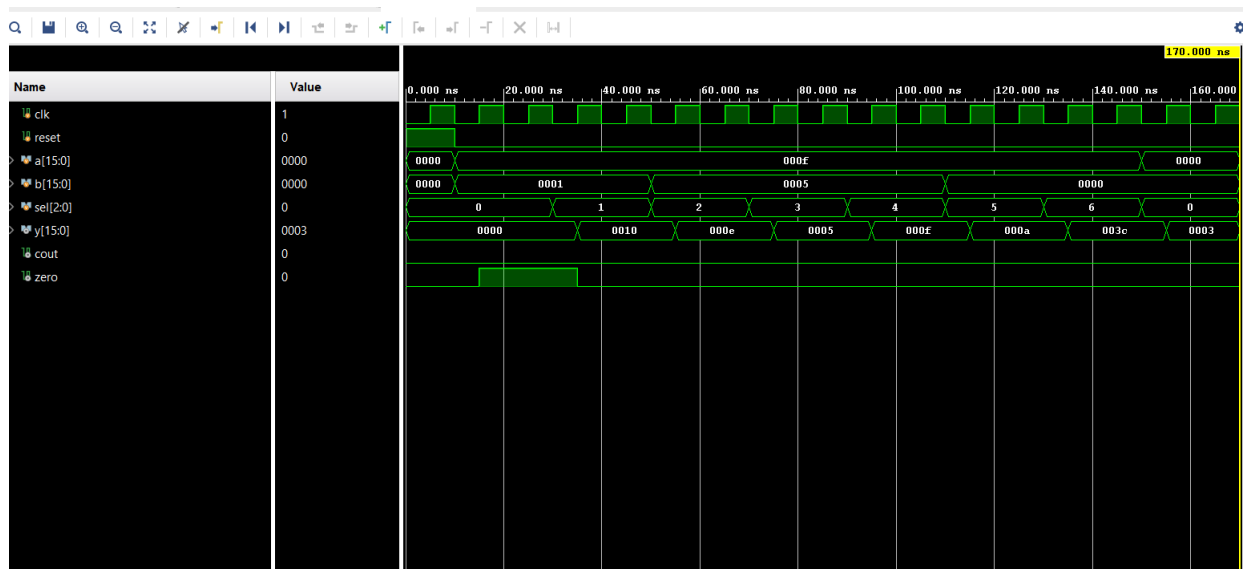 170.000 ns
Name Value
0.000 ns 20.000 ns 40.000 ns 60.000 ns 80.000 ns 100.000 ns 120.000 ns 140.000 ns 160.000
clk 1
reset 0
a[15:0] 0000 0000 000f 0000
b[15:0] 0000 0000 0001 0005 0000
sel[2:0] 0 0 1 2 3 4 5 6 0
y[15:0] 0003 0000 0010 000e 0005 000f 000a 003c 0003
cout 0
zero 0